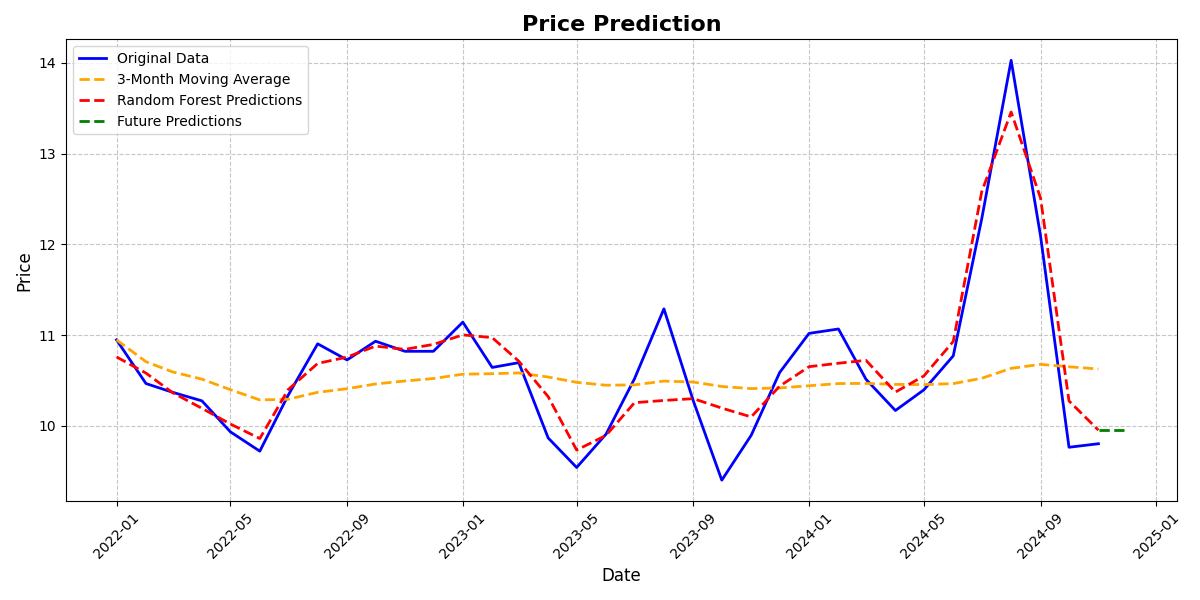 Price Prediction
Original Data
3-Month Moving Average
Random Forest Predictions
Future Predictions
Price
14
13
12
11
10
2022-01
2022-05
2022-09
2023-01
2023-05
2023-09
2024-01
2024-05
2024-09
2025-01
Date